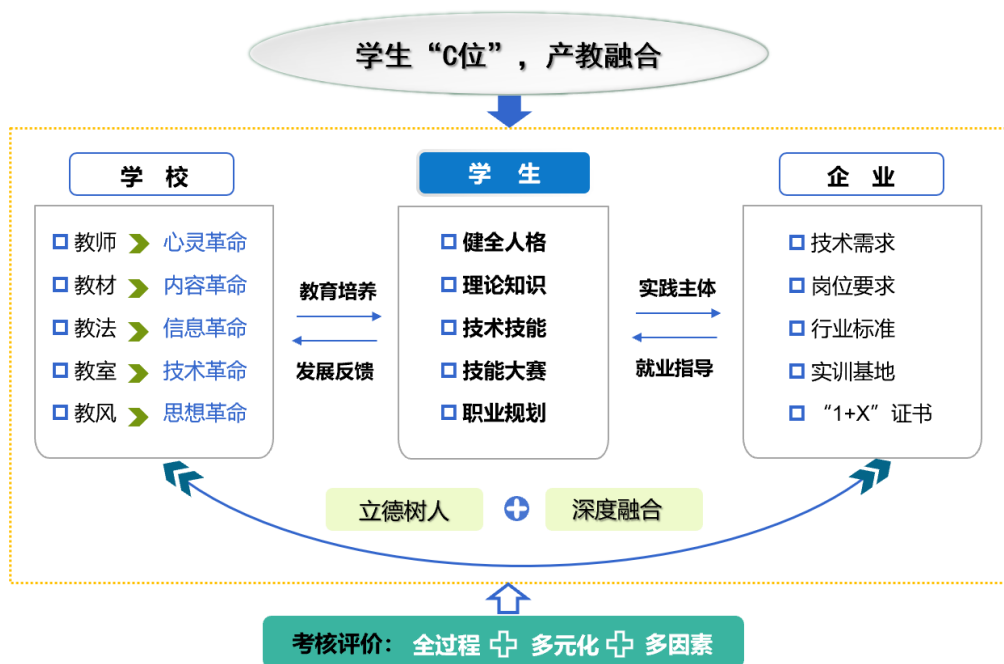 学生“C位”，产教融合
学 校
教师 心灵革命
教材 内容革命
教法 信息革命
教室 技术革命
教风 思想革命
教育培养
发展反馈
学 生
健全人格
理论知识
技术技能
技能大赛
职业规划
实践主体
就业指导
企 业
技术需求
岗位要求
行业标准
实训基地
“1+X”证书
立德树人
深度融合
考核评价： 全过程 多元化 多因素